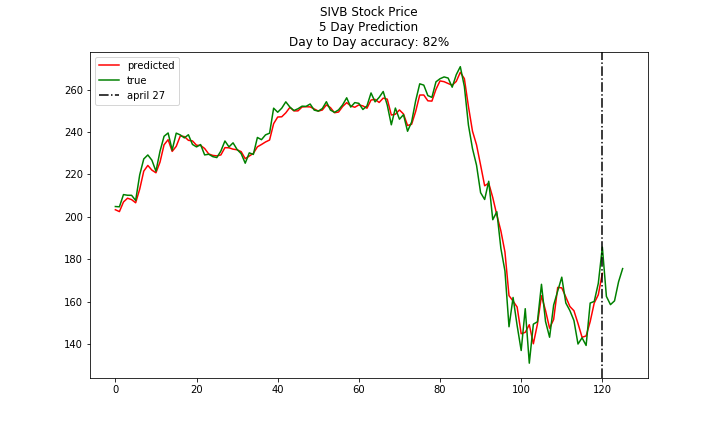 SIVB Stock Price
5 Day Prediction
Day to Day accuracy: 82%
predicted
true
april 27
260
240
220
200
180
160
140
0 20 40 60 80 100 120